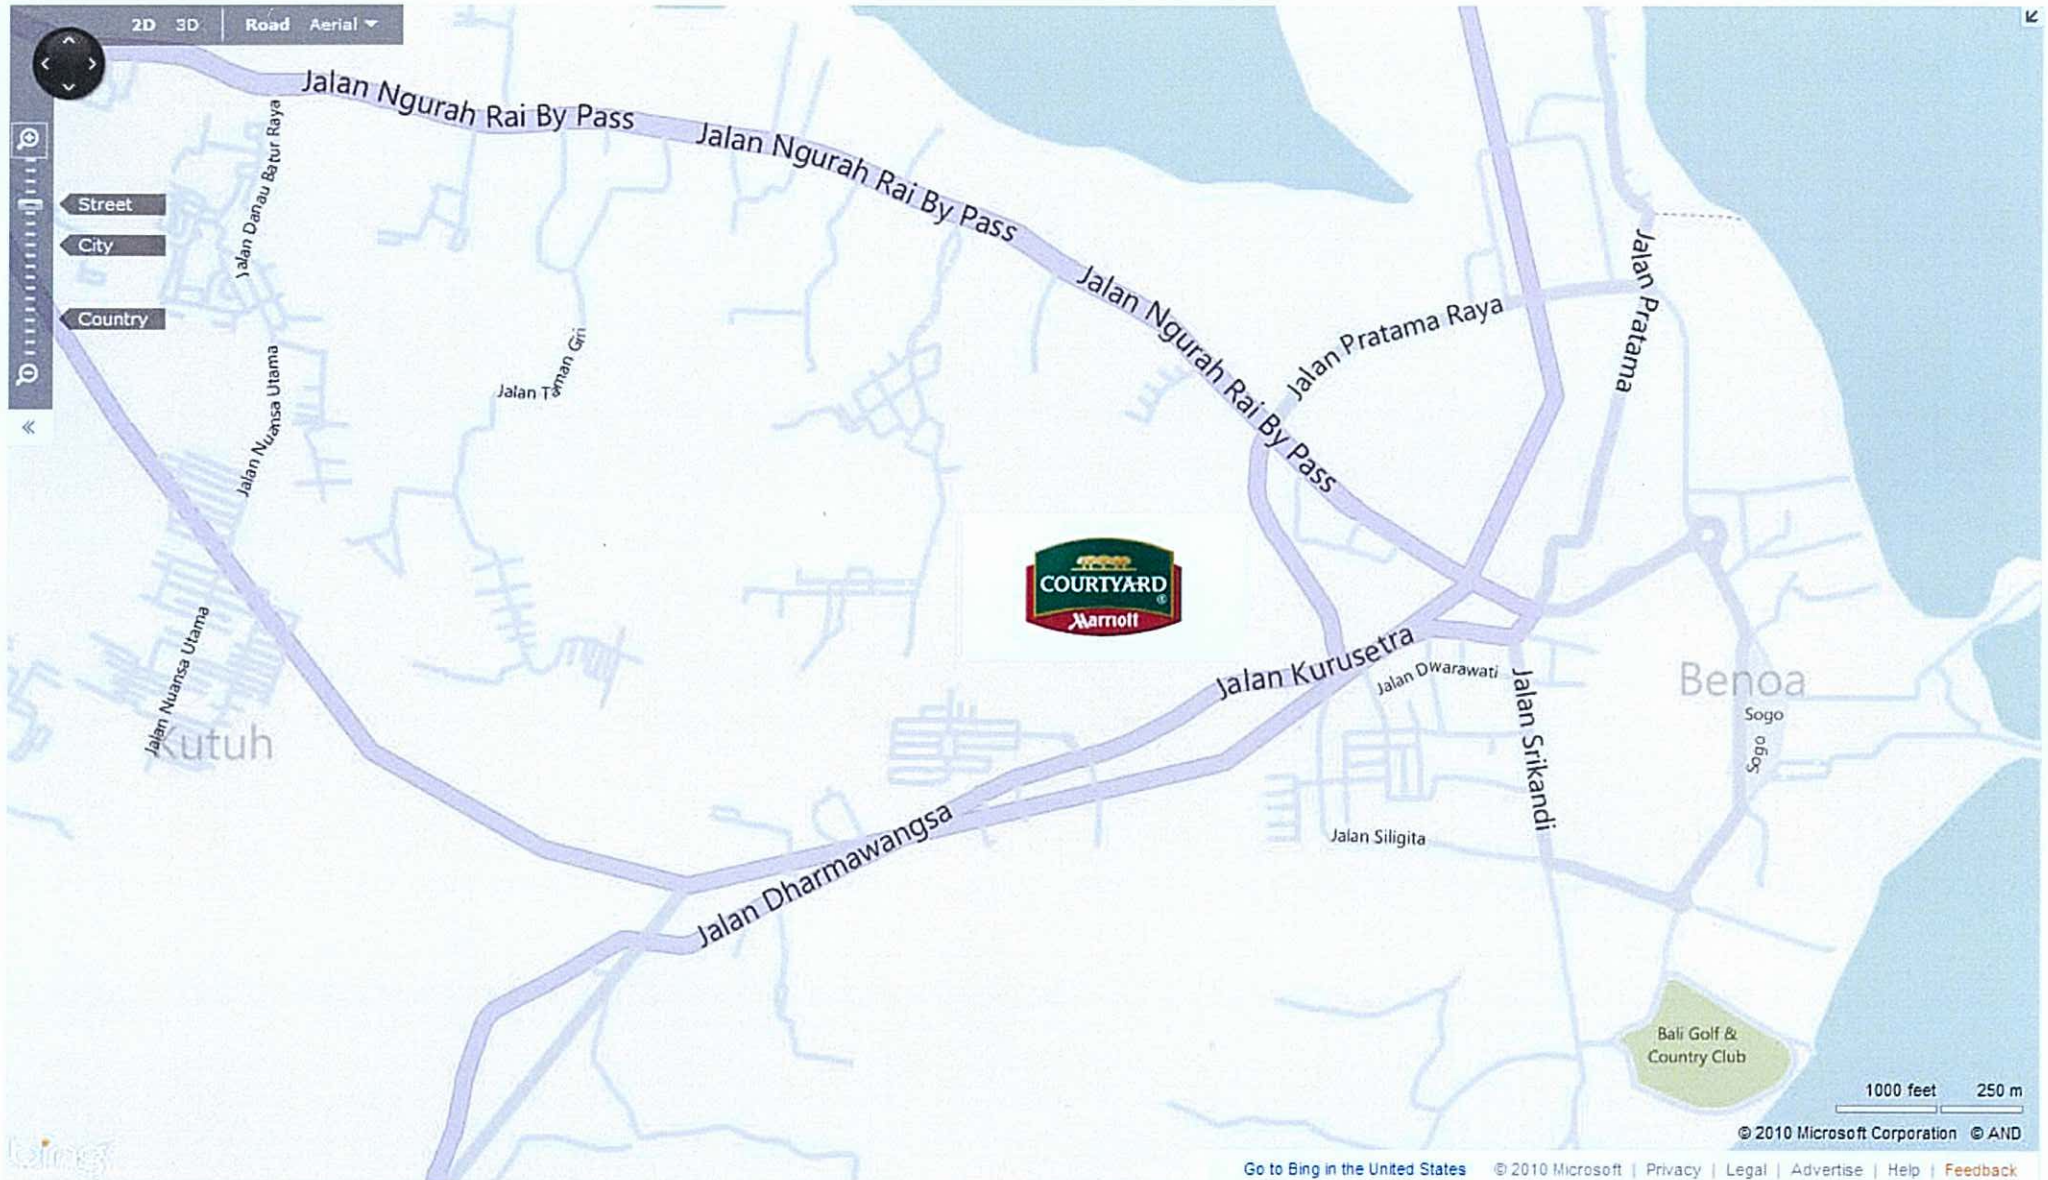 2D 3D Road Aerial
Jalan Ngurah Rai By Pass
Jalan Ngurah Rai By Pass
Jalan Ngurah Rai By Pass
Jalan Danau Batur Raya
Street
City
Country
Jalan Pratama Raya
Jalan Pratama
Jalan Taman Giri
Jalan Nuansa Utama
COURTYARD
®
Marriott
Jalan Kurusetra
Jalan Dwarawati
Jalan Srikandi
Benoa
Sogo
Sogo
Jalan Nuansa Utama
Kutuh
Jalan Dharmawangsa
Jalan Siligita
Bali Golf &
Country Club
1000 feet 250 m
© 2010 Microsoft Corporation © AND
bing
Go to Bing in the United States © 2010 Microsoft | Privacy | Legal | Advertise | Help | Feedback